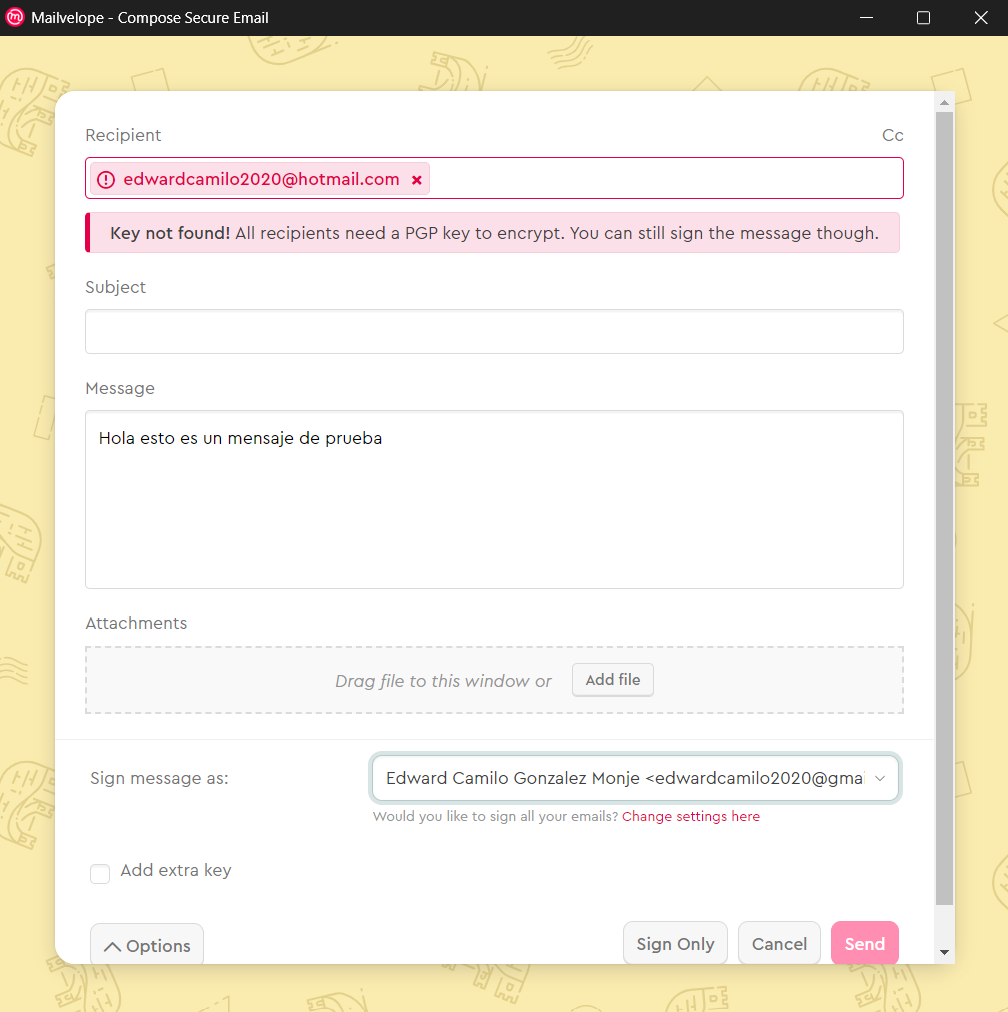 Mailvelope - Compose Secure Email
Recipient
Cc
edwardcamilo2020@hotmail.com
Key not found! All recipients need a PGP key to encrypt. You can still sign the message though.
Subject
Message
Hola esto es un mensaje de prueba
Attachments
Drag file to this window or
Add file
Sign message as:
Edward Camilo Gonzalez Monje <edwardcamilo2020@gma
Would you like to sign all your emails? Change settings here
Add extra key
Options
Sign Only
Cancel
Send